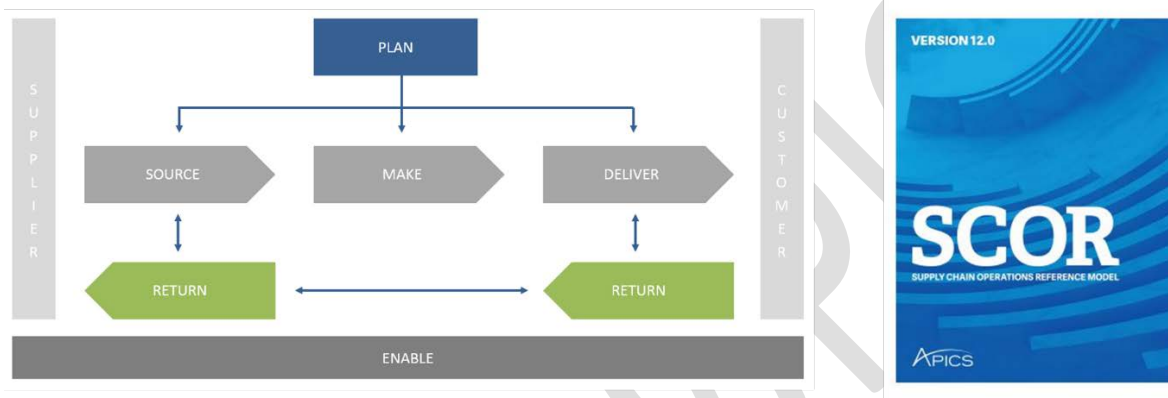 PLAN
SUPPLIER
CUSTOMER
SOURCE
MAKE
DELIVER
RETURN
RETURN
ENABLE
VERSION 12.0
SCOR
SUPPLY CHAIN OPERATIONS REFERENCE MODEL
APICS